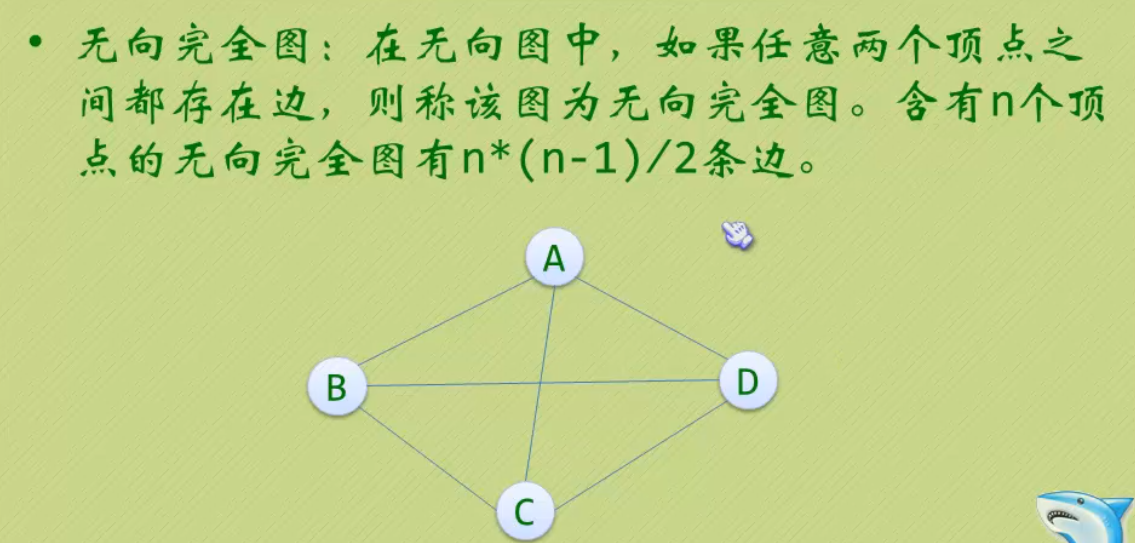 • 无向完全图：在无向图中，如果任意两个顶点之
间都存在边，则称该图为无向完全图。含有n个顶
点的无向完全图有n*(n-1)/2条边。
A
B
D
C